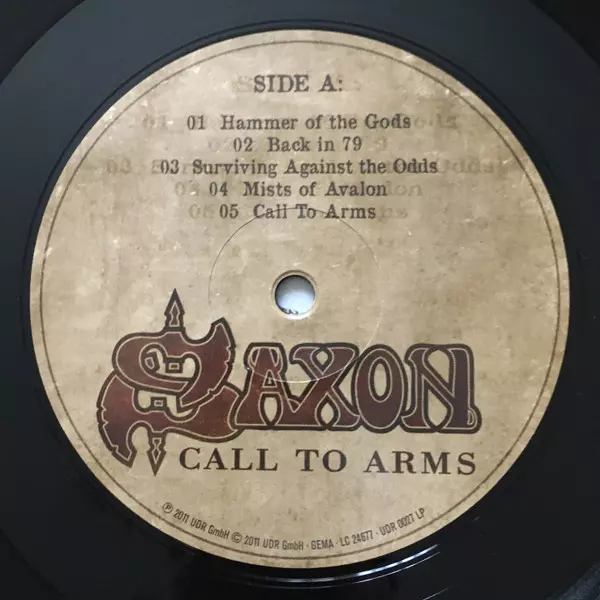 SIDE A:
01 Hammer of the Gods
02 Back in 79
03 Surviving Against the Odds
04 Mists of Avalon
05 Call To Arms
SAXON
CALL TO ARMS
℗ 2011 UDR GmbH © 2011 UDR GmbH · GEMA · LC 24677 · UDR 0027 LP